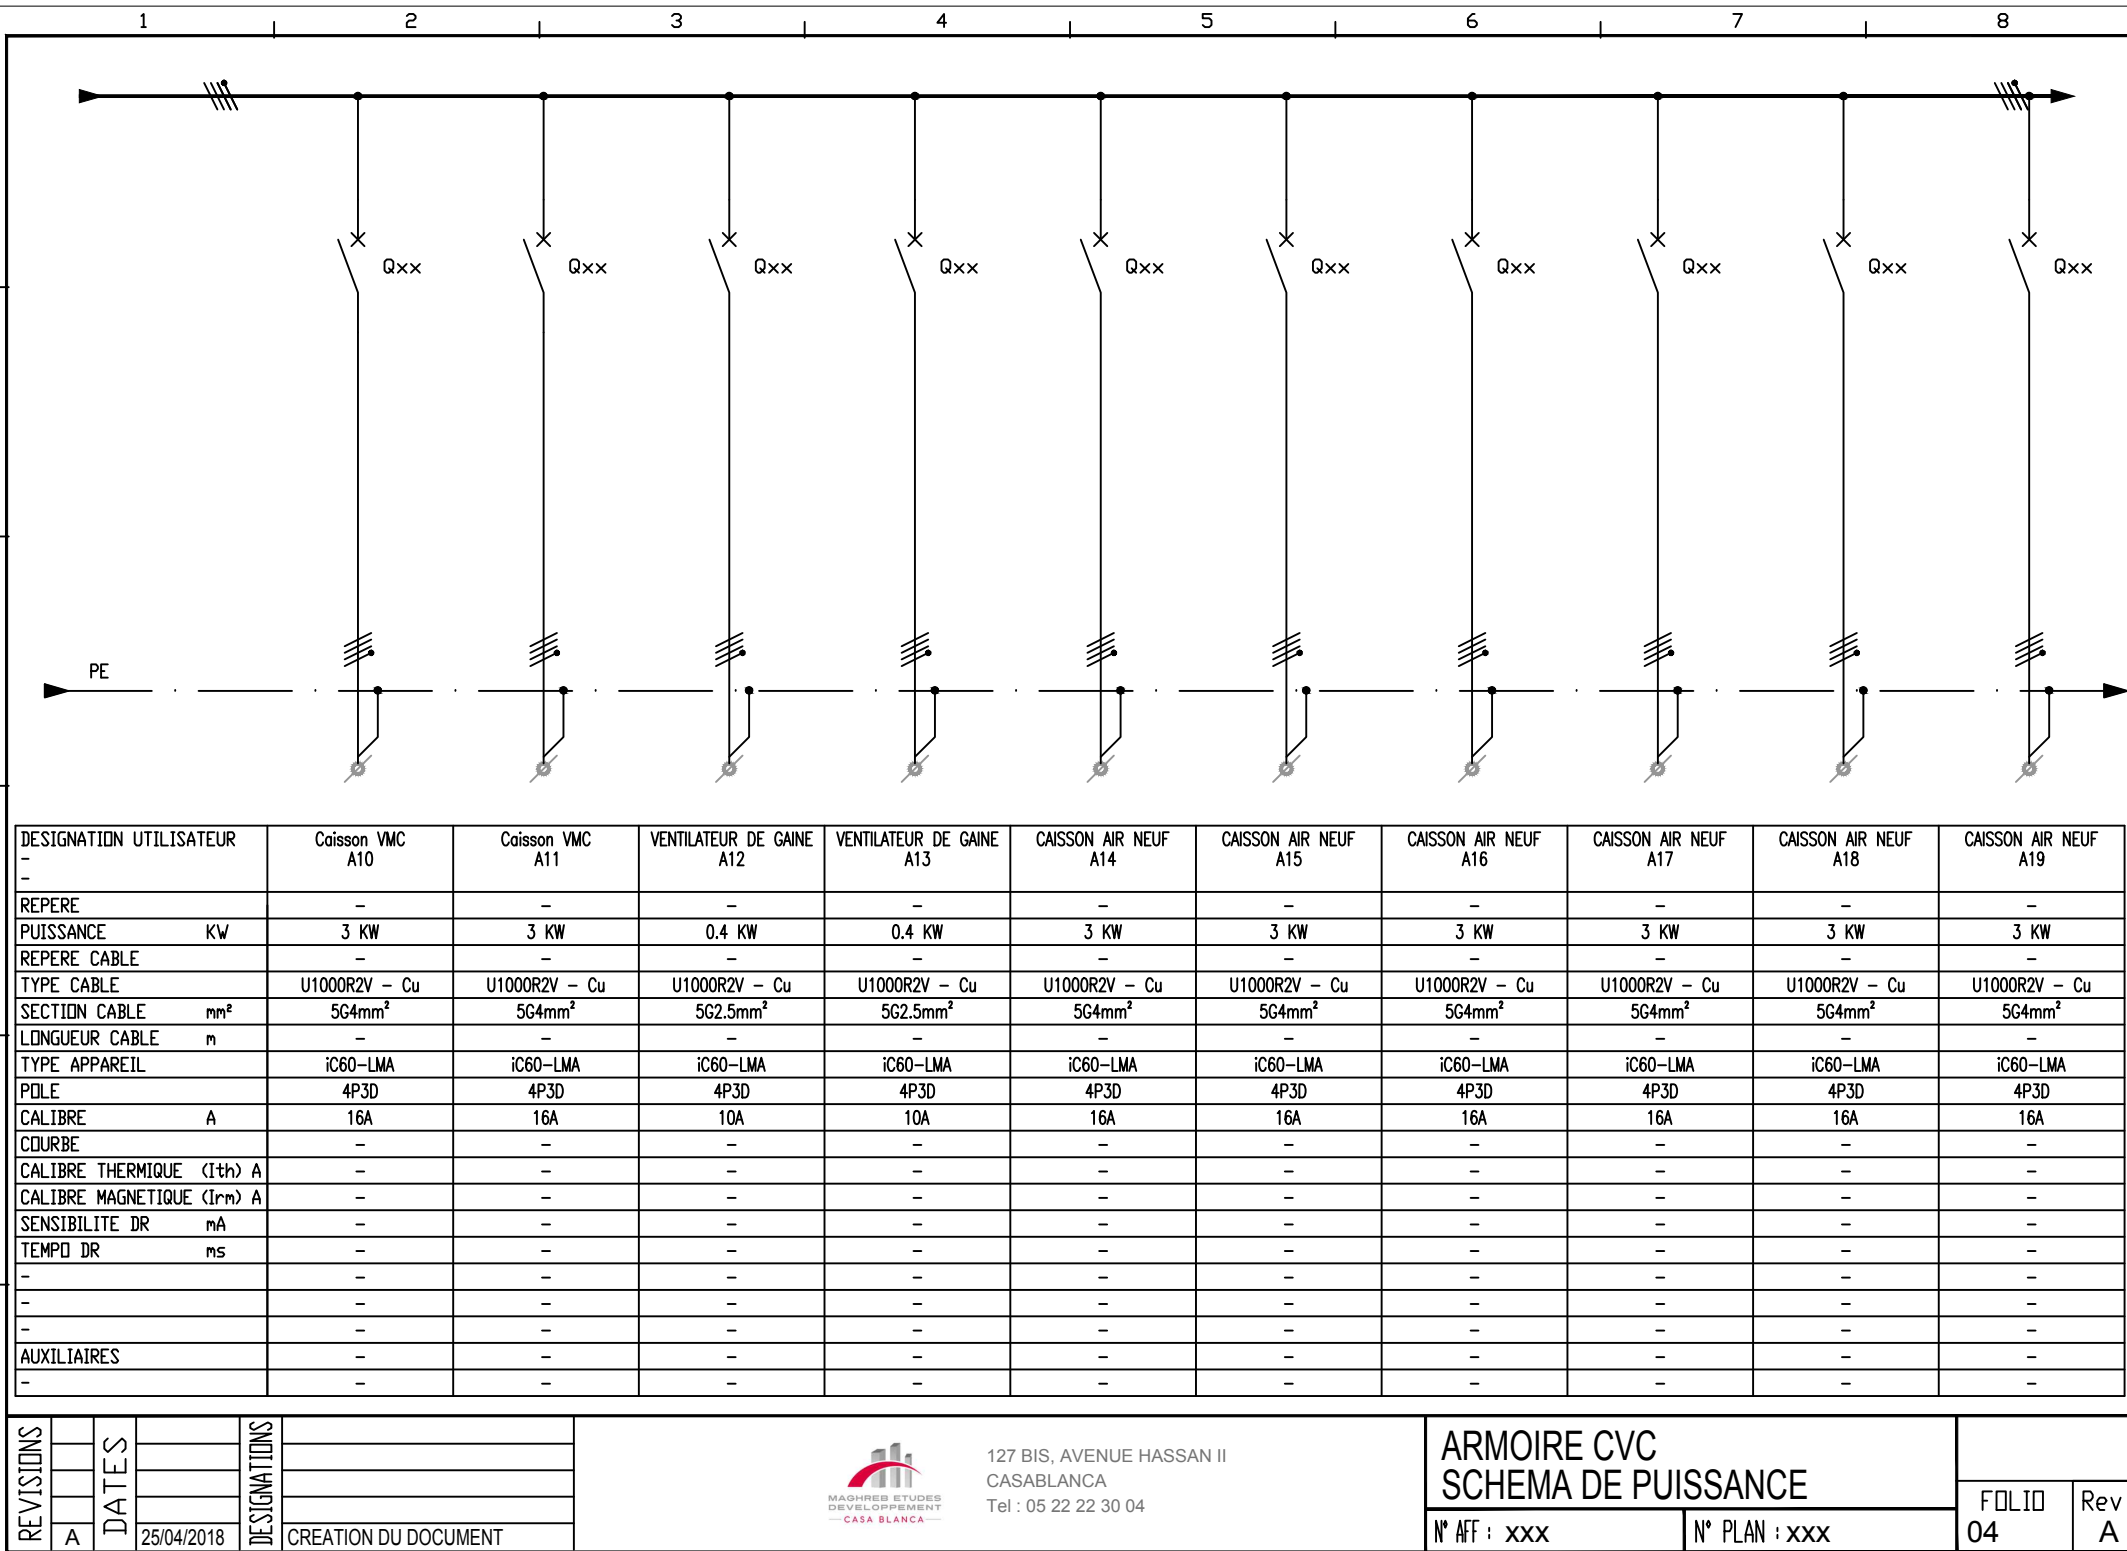 1 2 3 4 5 6 7 8
Qxx Qxx Qxx Qxx Qxx Qxx Qxx Qxx Qxx Qxx
PE
DESIGNATION UTILISATEUR Caisson VMC Caisson VMC VENTILATEUR DE GAINE VENTILATEUR DE GAINE CAISSON AIR NEUF CAISSON AIR NEUF CAISSON AIR NEUF CAISSON AIR NEUF CAISSON AIR NEUF CAISSON AIR NEUF
- A10 A11 A12 A13 A14 A15 A16 A17 A18 A19
-
REPERE - - - - - - - - - -
PUISSANCE KW 3 KW 3 KW 0.4 KW 0.4 KW 3 KW 3 KW 3 KW 3 KW 3 KW 3 KW
REPERE CABLE - - - - - - - - - -
TYPE CABLE U1000R2V - Cu U1000R2V - Cu U1000R2V - Cu U1000R2V - Cu U1000R2V - Cu U1000R2V - Cu U1000R2V - Cu U1000R2V - Cu U1000R2V - Cu U1000R2V - Cu
SECTION CABLE mm² 5G4mm² 5G4mm² 5G2.5mm² 5G2.5mm² 5G4mm² 5G4mm² 5G4mm² 5G4mm² 5G4mm² 5G4mm²
LONGUEUR CABLE m - - - - - - - - - -
TYPE APPAREIL iC60-LMA iC60-LMA iC60-LMA iC60-LMA iC60-LMA iC60-LMA iC60-LMA iC60-LMA iC60-LMA iC60-LMA
POLE 4P3D 4P3D 4P3D 4P3D 4P3D 4P3D 4P3D 4P3D 4P3D 4P3D
CALIBRE A 16A 16A 10A 10A 16A 16A 16A 16A 16A 16A
COURBE - - - - - - - - - -
CALIBRE THERMIQUE (Ith) A - - - - - - - - - -
CALIBRE MAGNETIQUE (Irm) A - - - - - - - - - -
SENSIBILITE DR mA - - - - - - - - - -
TEMPO DR ms - - - - - - - - - -
- - - - - - - - - - -
- - - - - - - - - - -
- - - - - - - - - - -
AUXILIAIRES - - - - - - - - - -
- - - - - - - - - - -
REVISIONS
A
DATES
25/04/2018
DESIGNATIONS
CREATION DU DOCUMENT
MAGHREB ETUDES
DEVELOPPEMENT
CASA BLANCA
127 BIS, AVENUE HASSAN II
CASABLANCA
Tel : 05 22 22 30 04
ARMOIRE CVC
SCHEMA DE PUISSANCE
N° AFF : xxx
N° PLAN : xxx
FOLIO
04
Rev
A